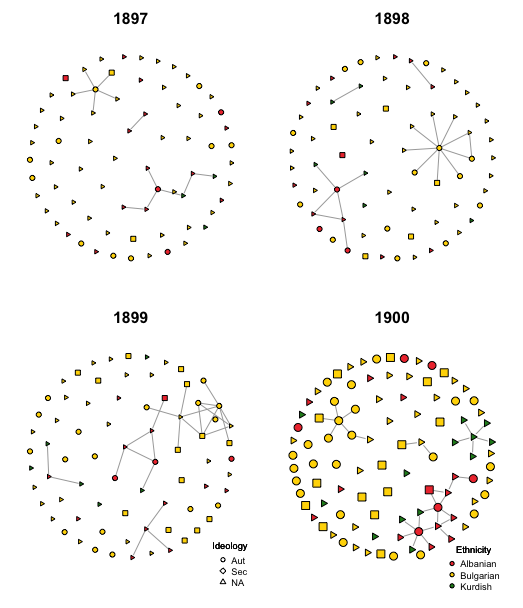 1897
1898
1899
1900
Ideology
Aut
Sec
NA
Ethnicity
Albanian
Bulgarian
Kurdish